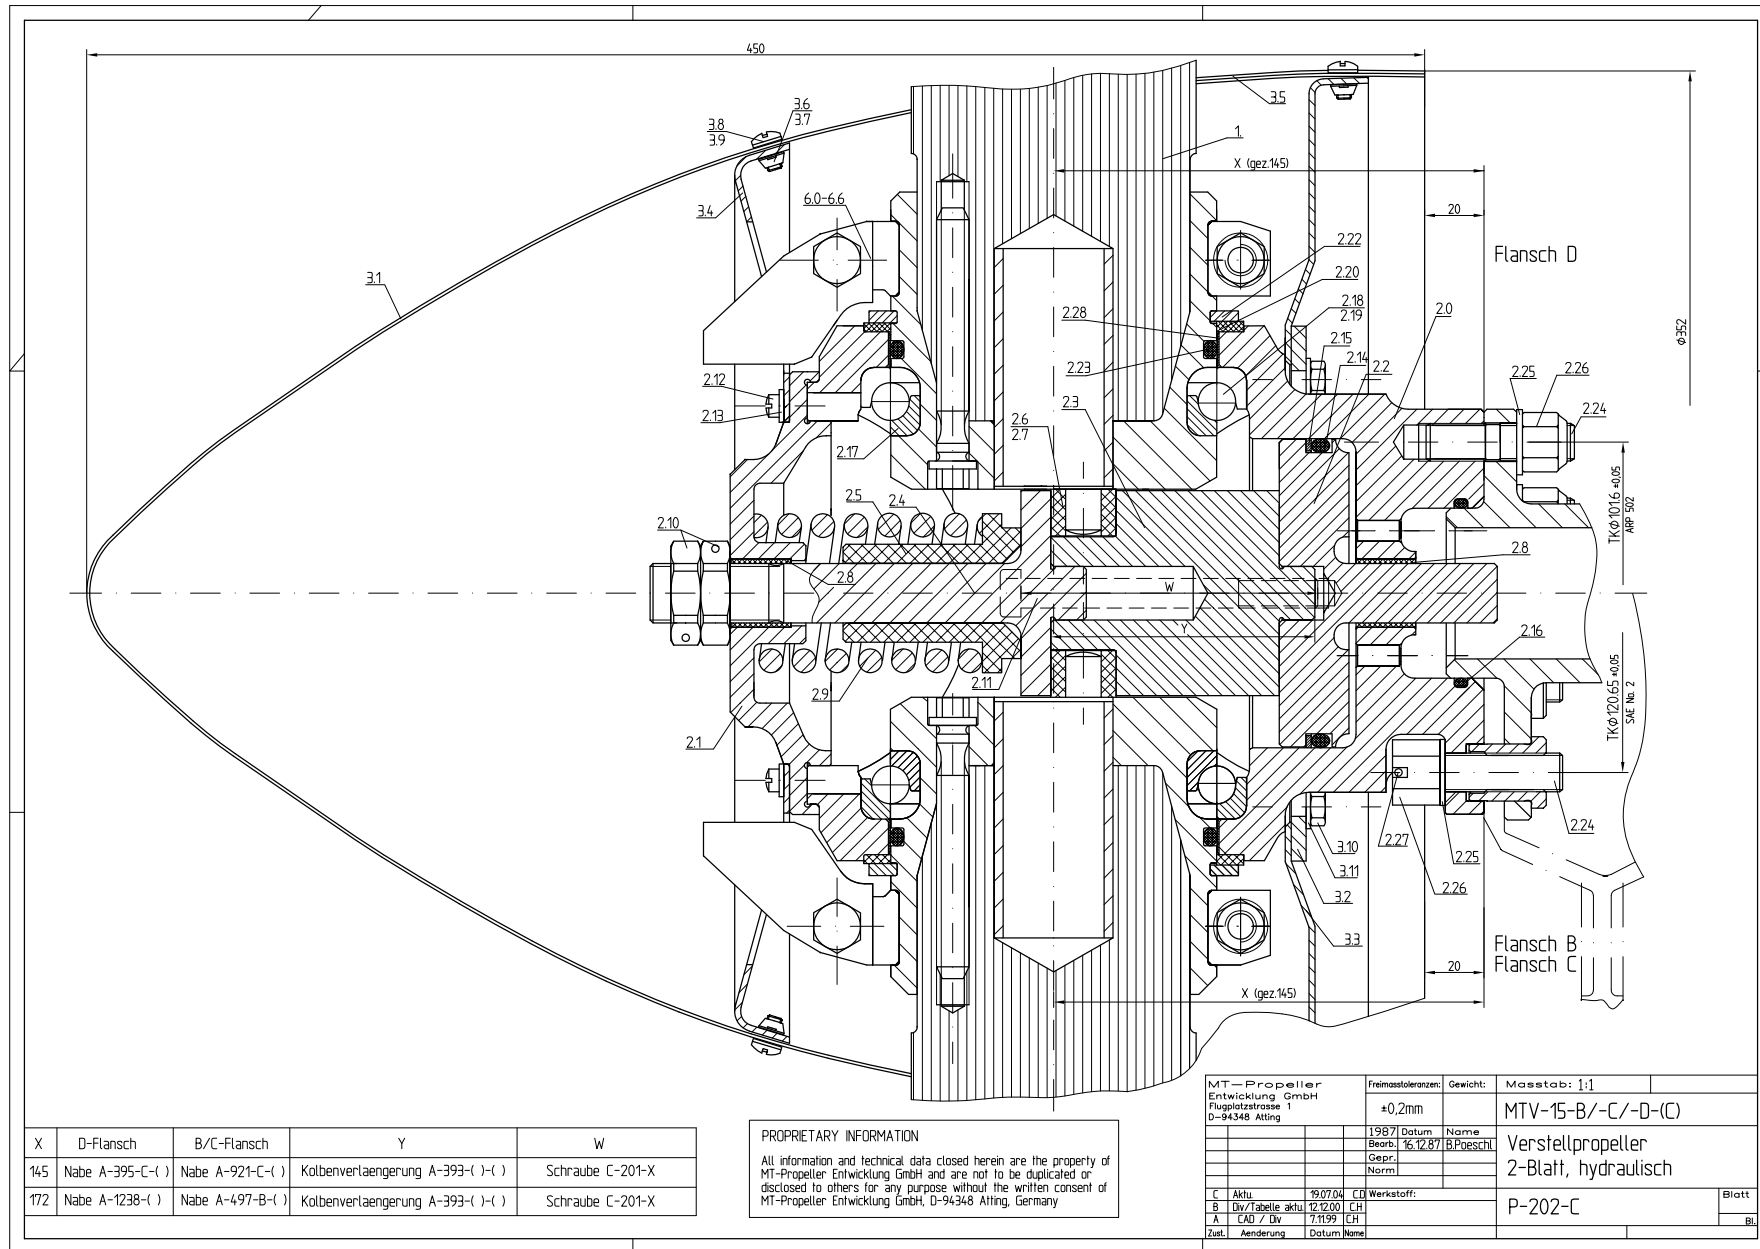 450
3.8
3.9
3.6
3.7
3.5
1.
X (gez.145)
3.4
6.0-6.6
20
2.22
Flansch D
2.20
3.1
2.28
2.18
2.19
2.0
ϕ352
2.15
2.14
2.2
2.23
2.12
2.13
2.25
2.26
2.3
2.24
2.6
2.7
2.17
2.5
2.4
TKϕ101.6 ±0,05
ARP 502
2.10
2.8
2.8
W
Y
2.16
2.11
2.9
TKϕ120.65 ±0,05
SAE No. 2
2.1
2.24
3.10
2.27
2.25
3.11
2.26
3.2
3.3
Flansch B
Flansch C
20
X (gez.145)
X D-Flansch B/C-Flansch Y W
145 Nabe A-395-C-( ) Nabe A-921-C-( ) Kolbenverlaengerung A-393-( )-( ) Schraube C-201-X
172 Nabe A-1238-( ) Nabe A-497-B-( ) Kolbenverlaengerung A-393-( )-( ) Schraube C-201-X
PROPRIETARY INFORMATION
All information and technical data closed herein are the property of
MT-Propeller Entwicklung GmbH and are not to be duplicated or
disclosed to others for any purpose without the written consent of
MT-Propeller Entwicklung GmbH, D-94348 Atting, Germany
MT-Propeller
Entwicklung GmbH
Flugplatzstrasse 1
D-94348 Atting
Freimasstoleranzen: Gewicht: Masstab: 1:1
±0,2mm
MTV-15-B/-C/-D-(C)
1987 Datum Name
Bearb. 16.12.87 B.Poeschl
Gepr.
Norm
Verstellpropeller
2-Blatt, hydraulisch
C Aktu. 19.07.04 C.D
Werkstoff:
B Div/Tabelle aktu. 12.12.00 C.H
A CAD / Div 7.11.99 C.H
Zust. Aenderung Datum Name
P-202-C
Blatt
Bl.